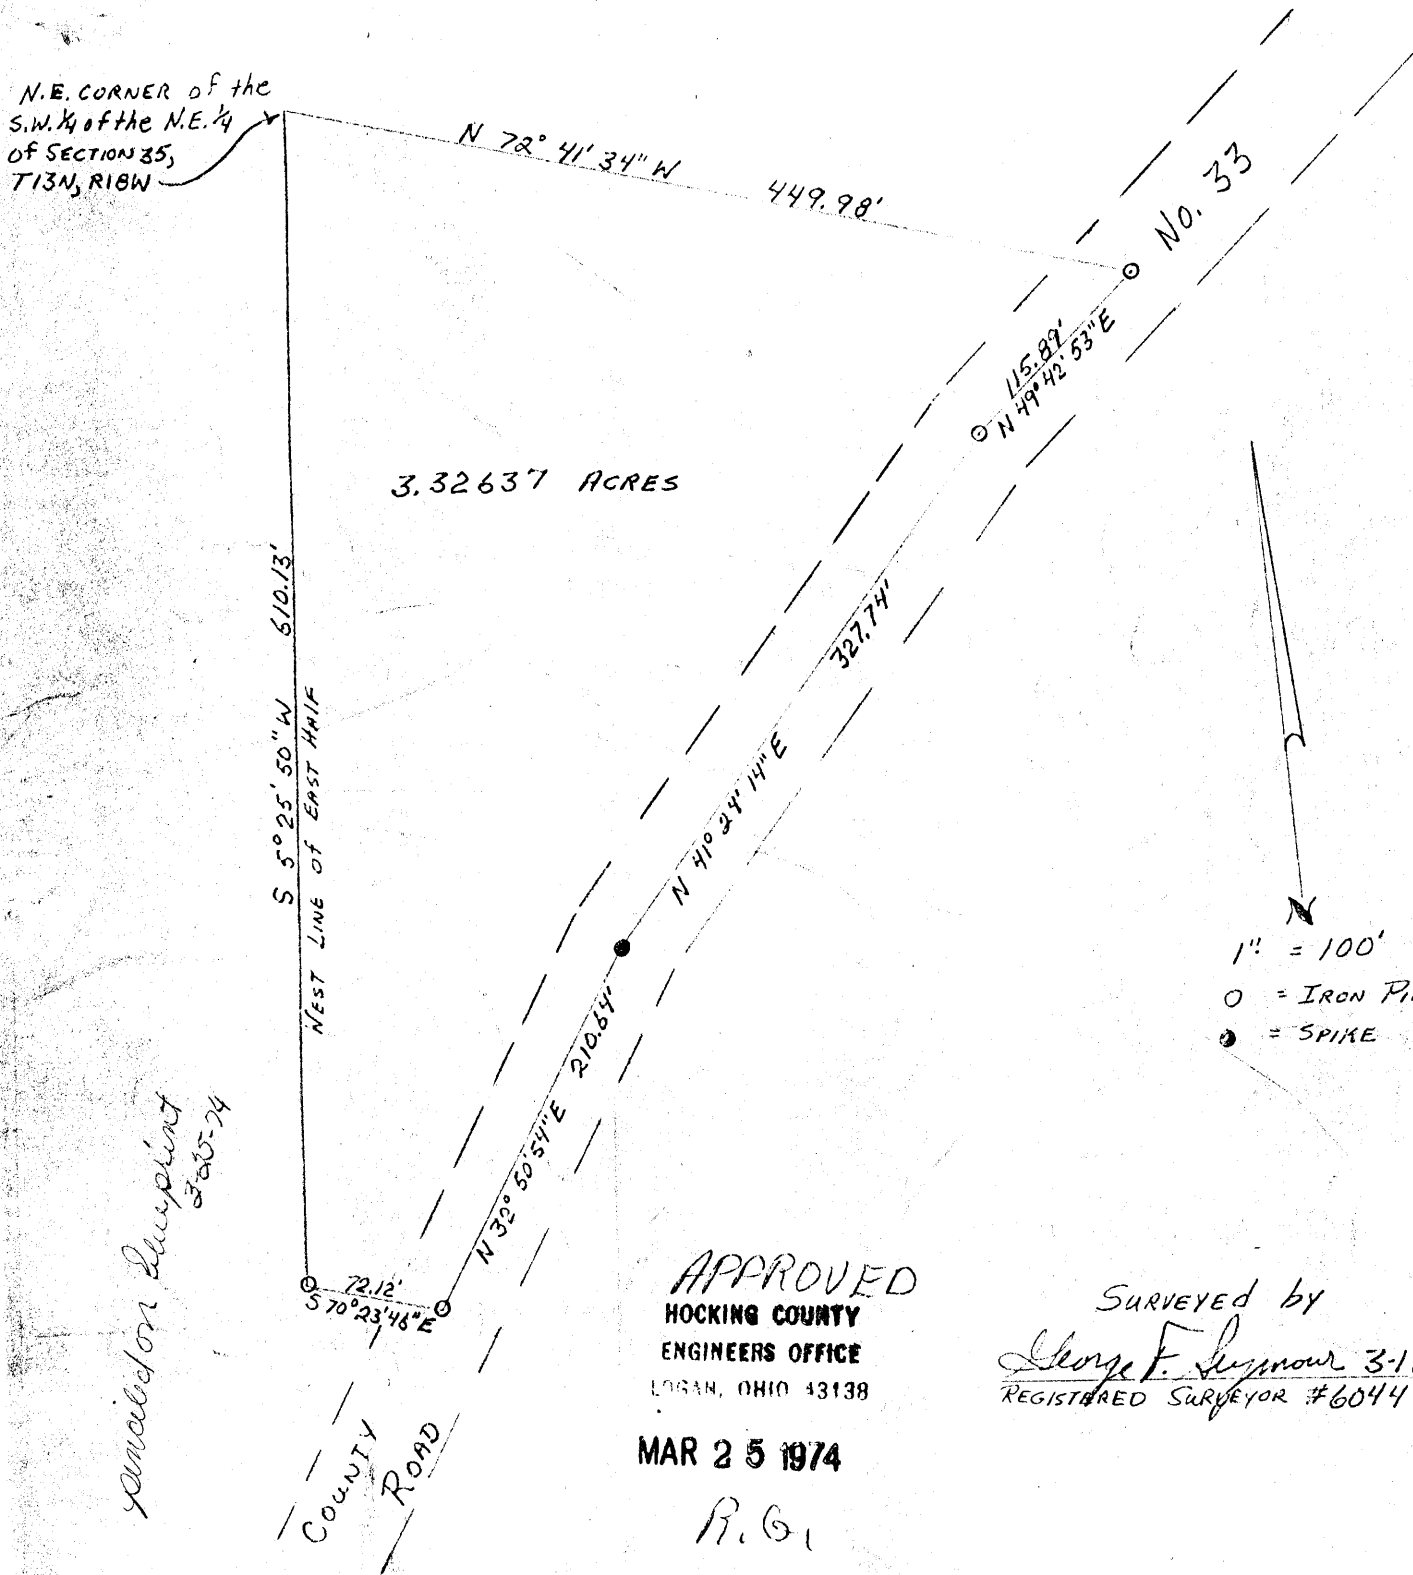 N.E. CORNER of the
S.W. ¼ of the N.E. ¼
of SECTION 35,
T13N, R18W
N 72° 41' 34" W 449.98'
No. 33
115.89'
N 49° 42' 53" E
3.32637 ACRES
327.74'
N 41° 24' 14" E
S 5° 25' 50" W 610.13'
WEST LINE of EAST HALF
210.64'
N 32° 50' 54" E
1" = 100'
O = IRON
● = SPIKE
3-25-74
72.12'
S 70° 23' 46" E
APPROVED
HOCKING COUNTY
ENGINEERS OFFICE
LOGAN, OHIO 43138
MAR 25 1974
R.G.
SURVEYED by
George F. Seymour
REGISTERED SURVEYOR #6044
COUNTY
ROAD